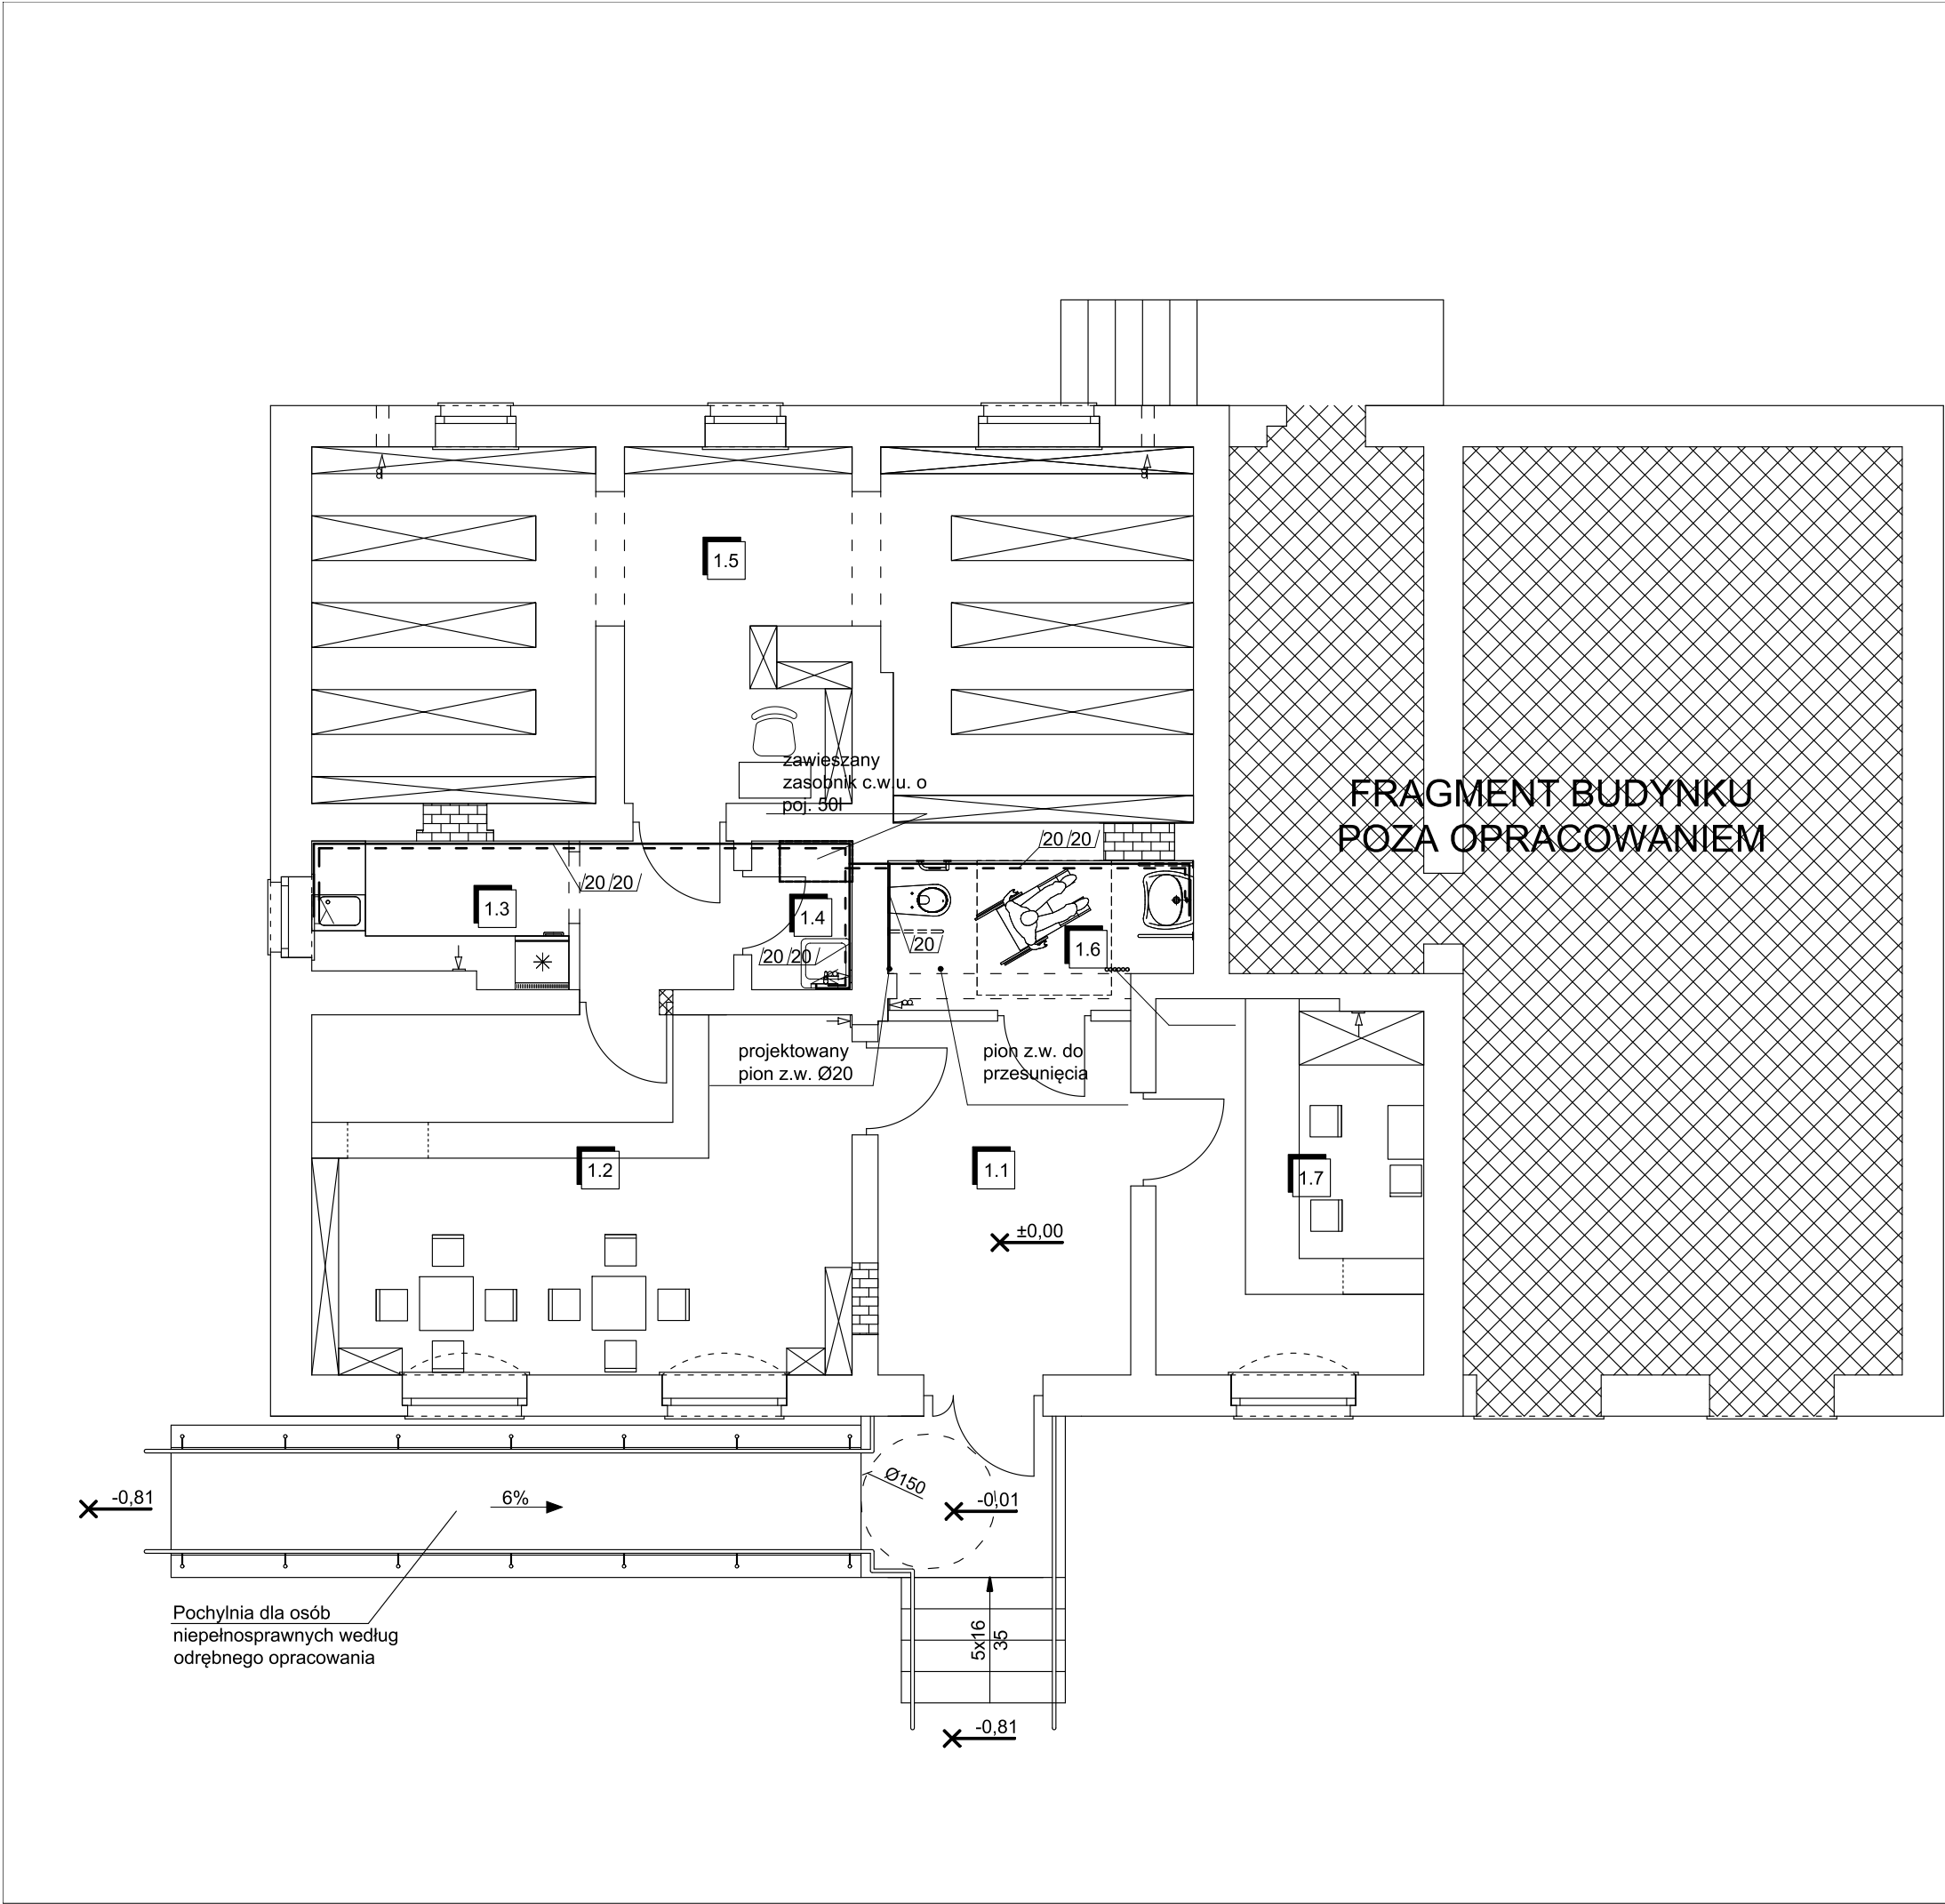 1.5
zawieszany
zasobnik c.w.u. o
poj. 50l
FRAGMENT BUDYNKU
POZA OPRACOWANIEM
/20/20/
/20/20/
1.3
1.4
/20/20/
/20/
1.6
projektowany
pion z.w. Ø20
pion z.w. do
przesunięcia
1.2
1.1
1.7
±0,00
Ø150
-0,81
6%
-0,01
Pochylnia dla osób
niepełnosprawnych według
odrębnego opracowania
5x16
35
-0,81